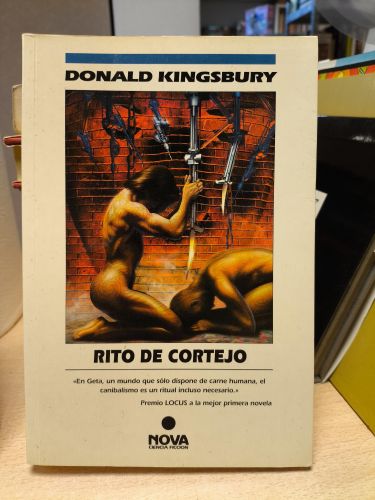 DONALD KINGSBURY
RITO DE CORTEJO
«En Geta, un mundo que sólo dispone de carne humana, el
canibalismo es un ritual incluso necesario.»
Premio LOCUS a la mejor primera novela
NOVA
CIENCIA FICCION